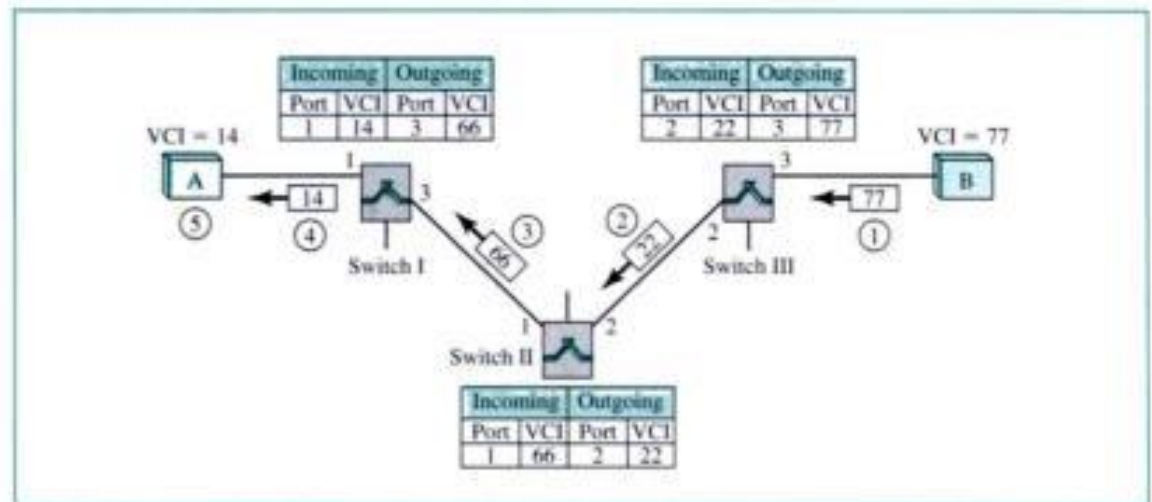 Incoming Outgoing
Port VCI Port VCI
1 14 3 66
Incoming Outgoing
Port VCI Port VCI
2 22 3 77
VCI = 14
VCI = 77
A
1
3
14
5
4
Switch I
66
3
2
22
3
2
Switch III
77
1
B
1
2
Switch II
Incoming Outgoing
Port VCI Port VCI
1 66 2 22